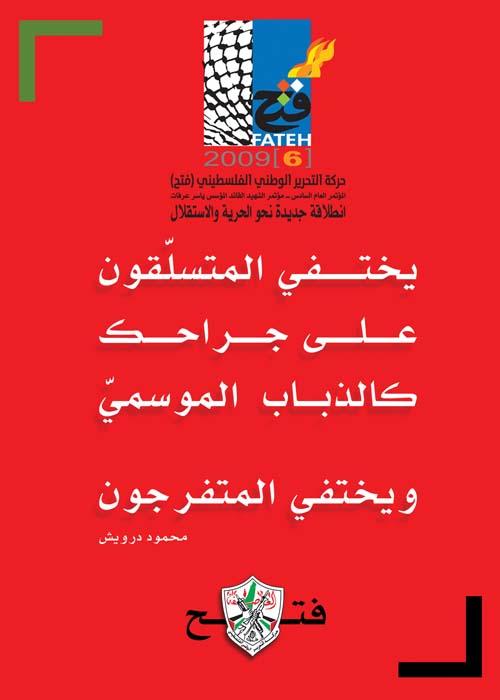 فتح
FATEH
2009[6]
حركة التحرير الوطني الفلسطيني (فتح)
المؤتمر العام السادس - مؤتمر الشهيد القائد المؤسس ياسر عرفات
انطلاقة جديدة نحو الحرية والاستقلال
يختفي المتسلّقون
على جراحك
كالذباب الموسميّ
ويختفي المتفرجون
محمود درويش
فتح